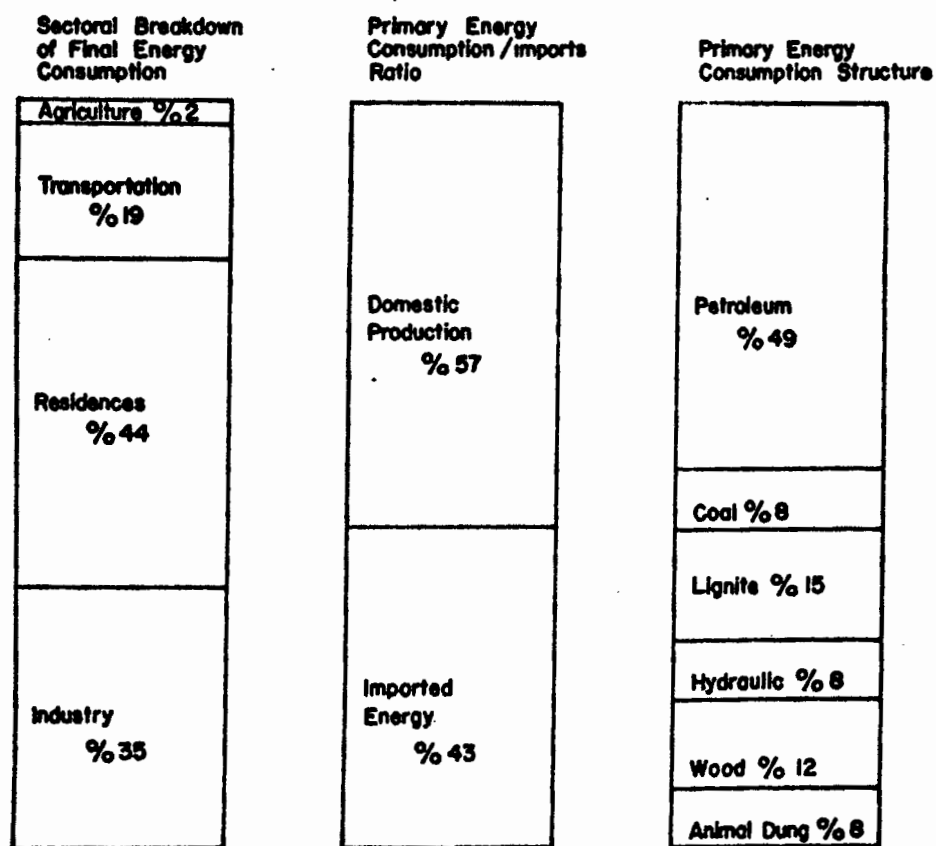 Sectoral Breakdown
of Final Energy
Consumption
Agriculture % 2
Transportation
% 19
Residences
% 44
Industry
% 35
Primary Energy
Consumption / imports
Ratio
Domestic
Production
% 57
Imported
Energy
% 43
Primary Energy
Consumption Structure
Petroleum
% 49
Coal % 8
Lignite % 15
Hydraulic % 8
Wood % 12
Animal Dung % 8